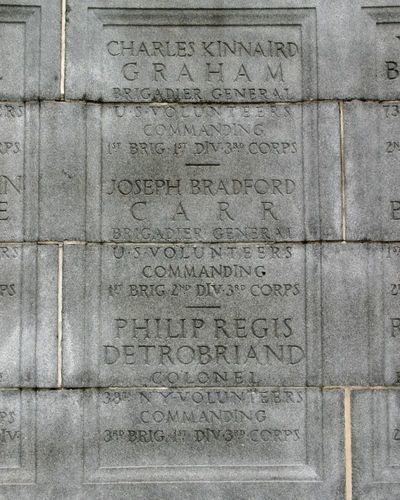 CHARLES KINNAIRD
GRAHAM
BRIGADIER GENERAL
U·S·VOLUNTEERS
COMMANDING
1ST BRIG·1ST DIV·3RD CORPS
JOSEPH BRADFORD
CARR
BRIGADIER GENERAL
U·S·VOLUNTEERS
COMMANDING
1ST BRIG 2ND DIV·3RD CORPS
PHILIP REGIS
DETROBRIAND
COLONEL
38TH N·Y·VOLUNTEERS
COMMANDING
3RD BRIG·1ST DIV·3RD CORPS